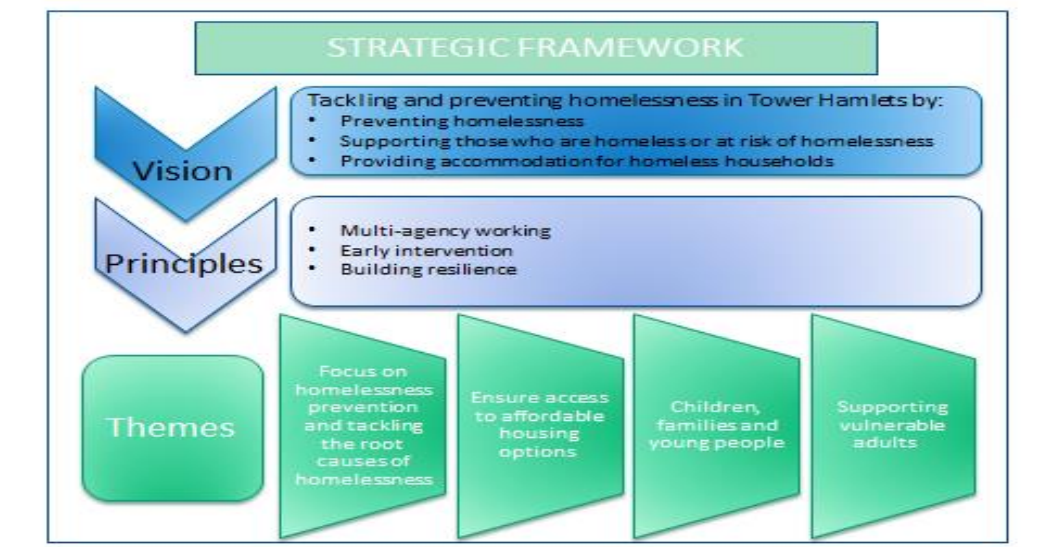 STRATEGIC FRAMEWORK
Vision
Tackling and preventing homelessness in Tower Hamlets by:
• Preventing homelessness
• Supporting those who are homeless or at risk of homelessness
• Providing accommodation for homeless households
Principles
• Multi-agency working
• Early intervention
• Building resilience
Themes
Focus on
homelessness
prevention
and tackling
the root
causes of
homelessness
Ensure access
to affordable
housing
options
Children,
families and
young people
Supporting
vulnerable
adults